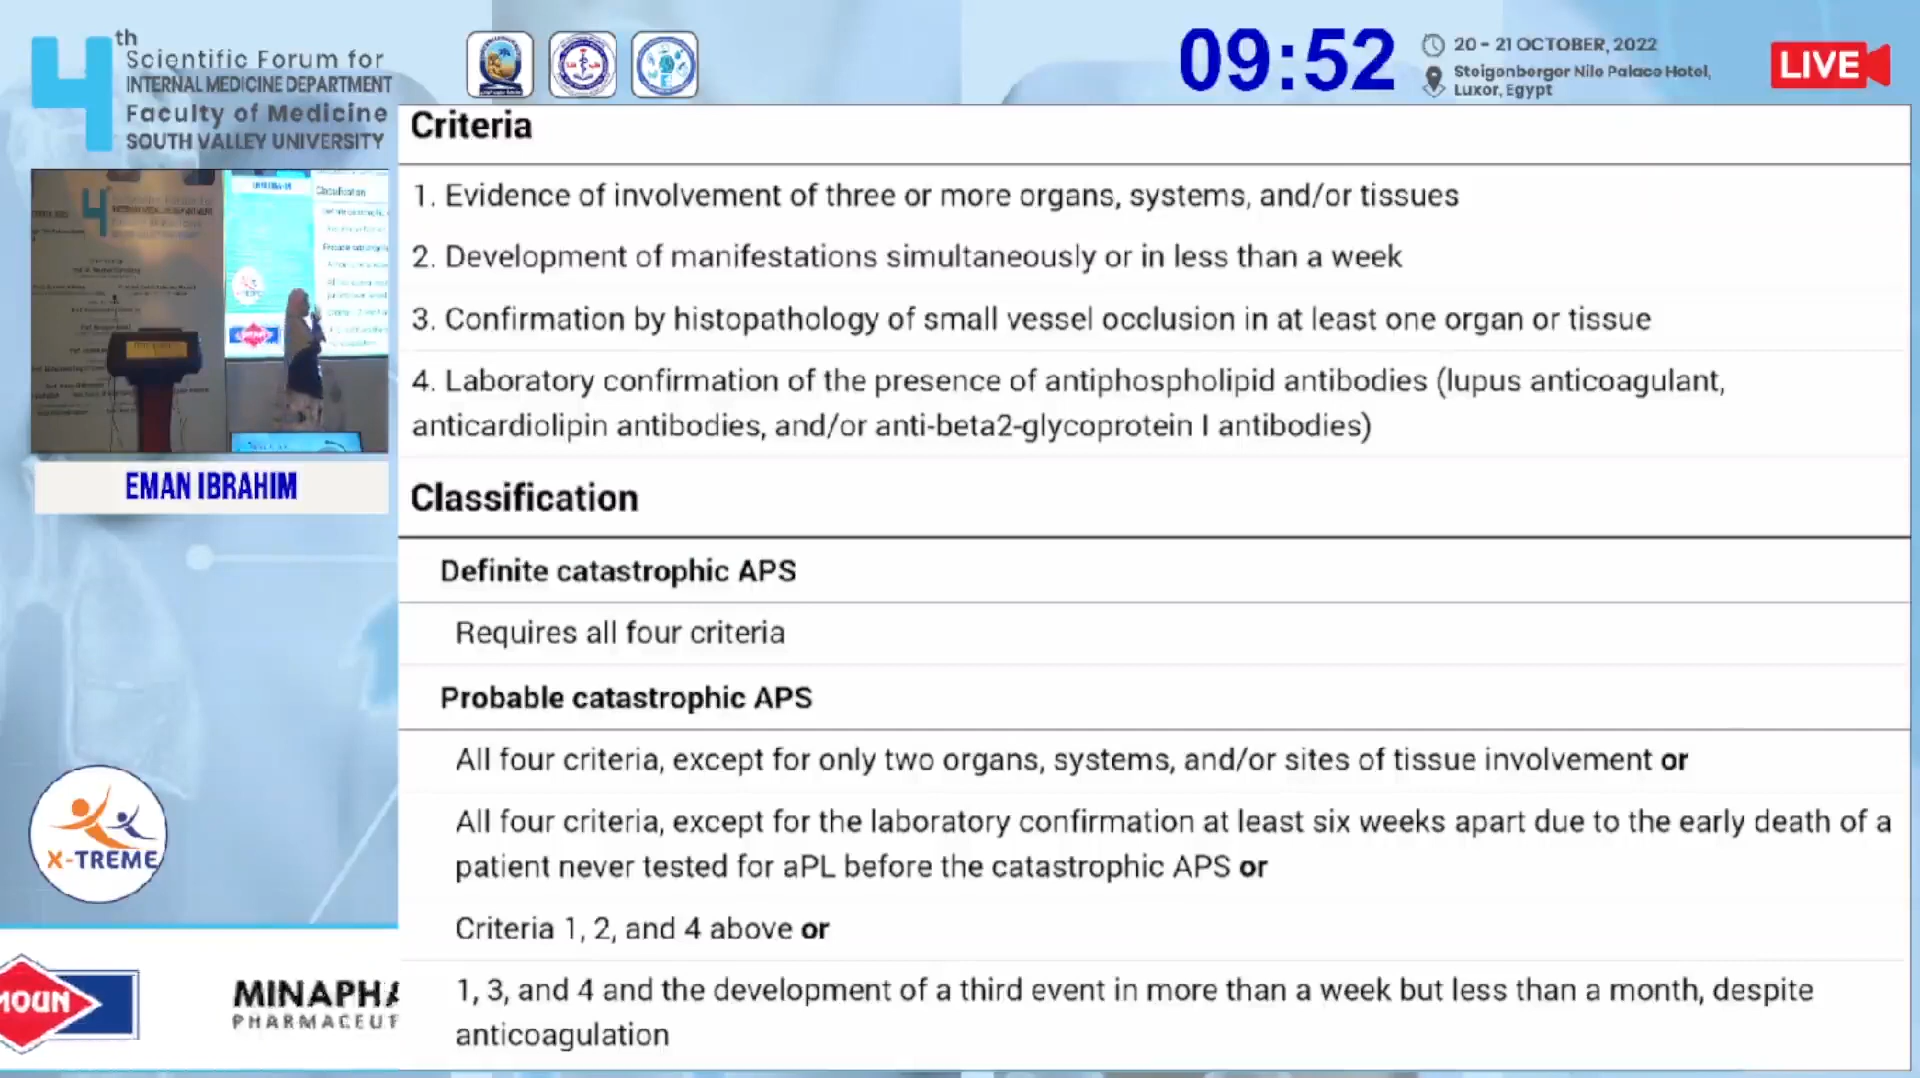 4th
Scientific Forum for
INTERNAL MEDICINE DEPARTMENT
Faculty of Medicine
SOUTH VALLEY UNIVERSITY
09:52
20 - 21 OCTOBER, 2022
Steigenberger Nile Palace Hotel,
Luxor, Egypt
LIVE
EMAN IBRAHIM
X-TREME
MOUN
MINAPHA
PHARMACEUT
Criteria
1. Evidence of involvement of three or more organs, systems, and/or tissues
2. Development of manifestations simultaneously or in less than a week
3. Confirmation by histopathology of small vessel occlusion in at least one organ or tissue
4. Laboratory confirmation of the presence of antiphospholipid antibodies (lupus anticoagulant,
anticardiolipin antibodies, and/or anti-beta2-glycoprotein I antibodies)
Classification
Definite catastrophic APS
Requires all four criteria
Probable catastrophic APS
All four criteria, except for only two organs, systems, and/or sites of tissue involvement or
All four criteria, except for the laboratory confirmation at least six weeks apart due to the early death of a
patient never tested for aPL before the catastrophic APS or
Criteria 1, 2, and 4 above or
1, 3, and 4 and the development of a third event in more than a week but less than a month, despite
anticoagulation